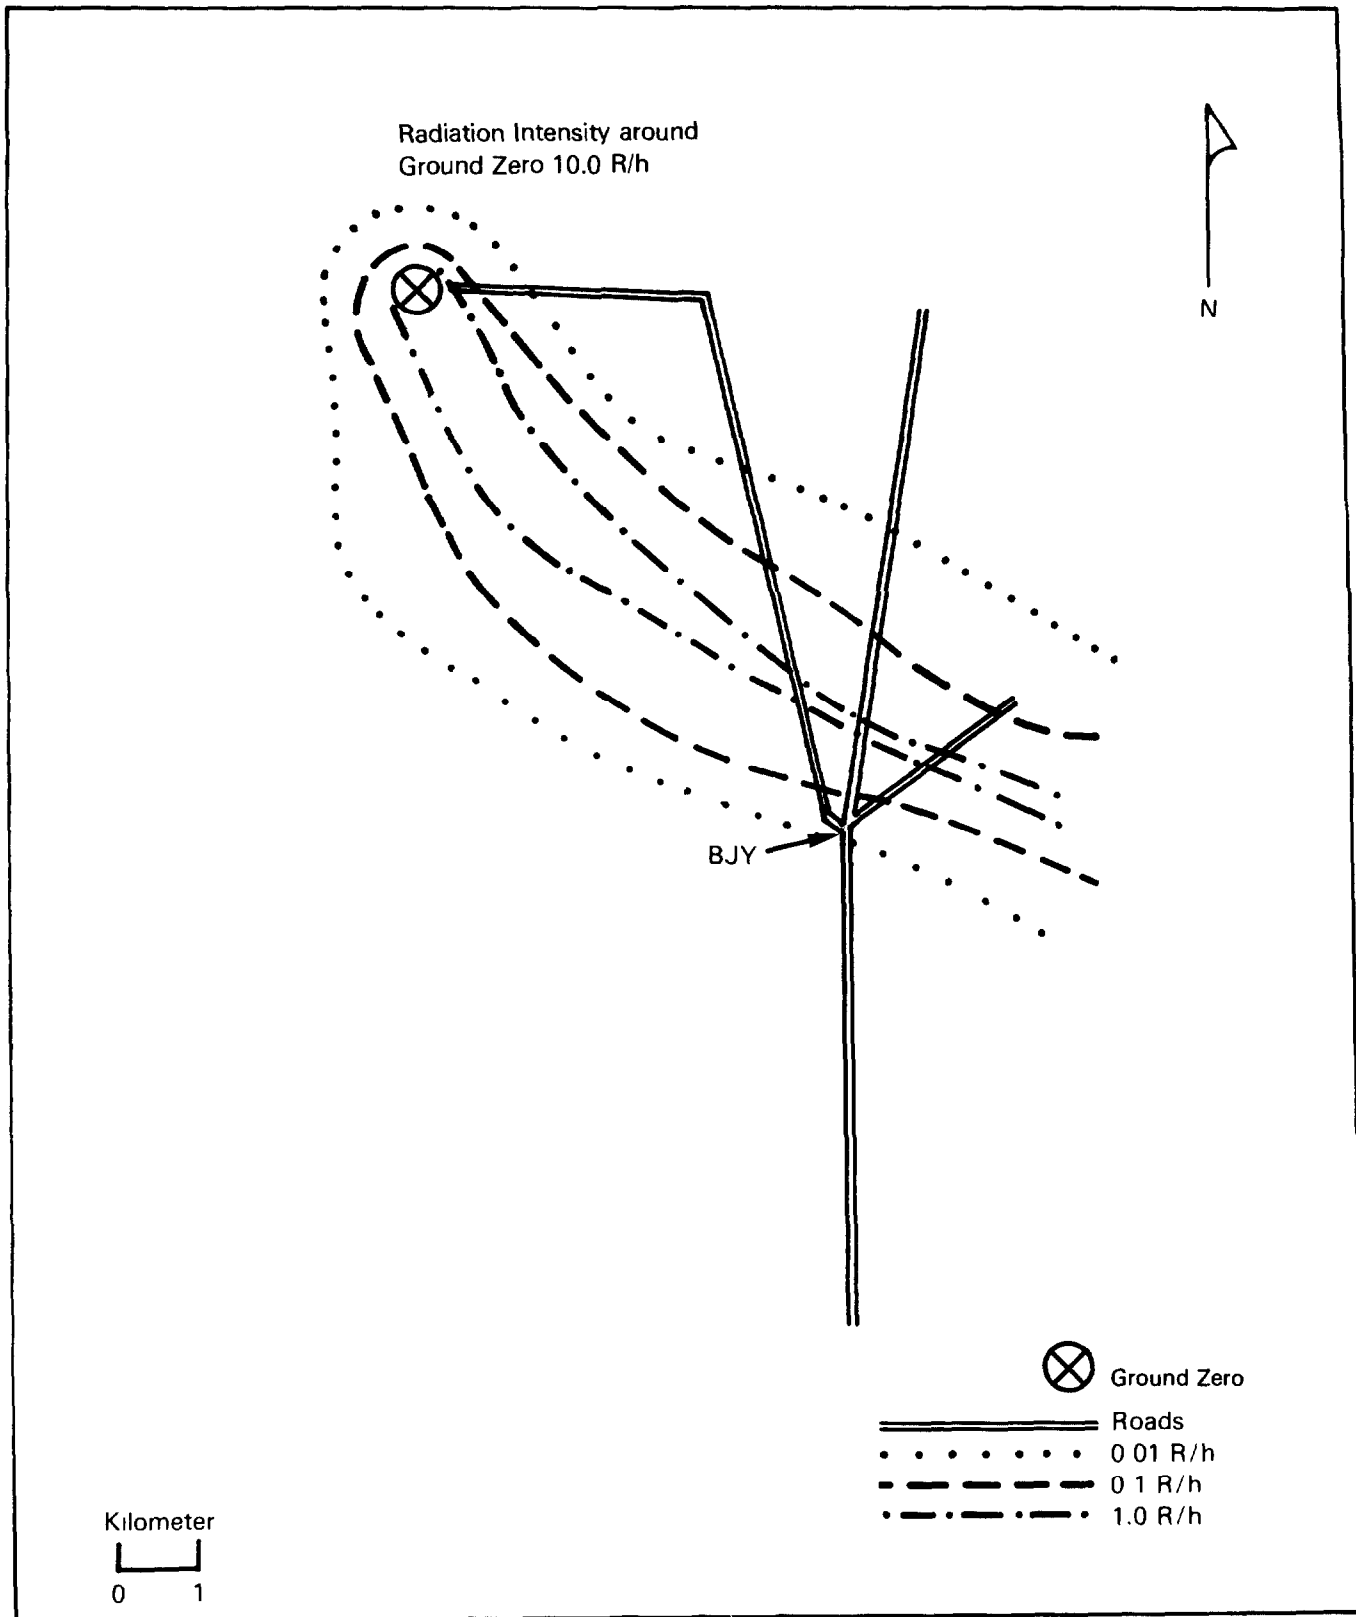 Radiation Intensity around
Ground Zero 10.0 R/h
N
BJY
Ground Zero
Roads
0 01 R/h
0 1 R/h
1.0 R/h
Kilometer
0 1